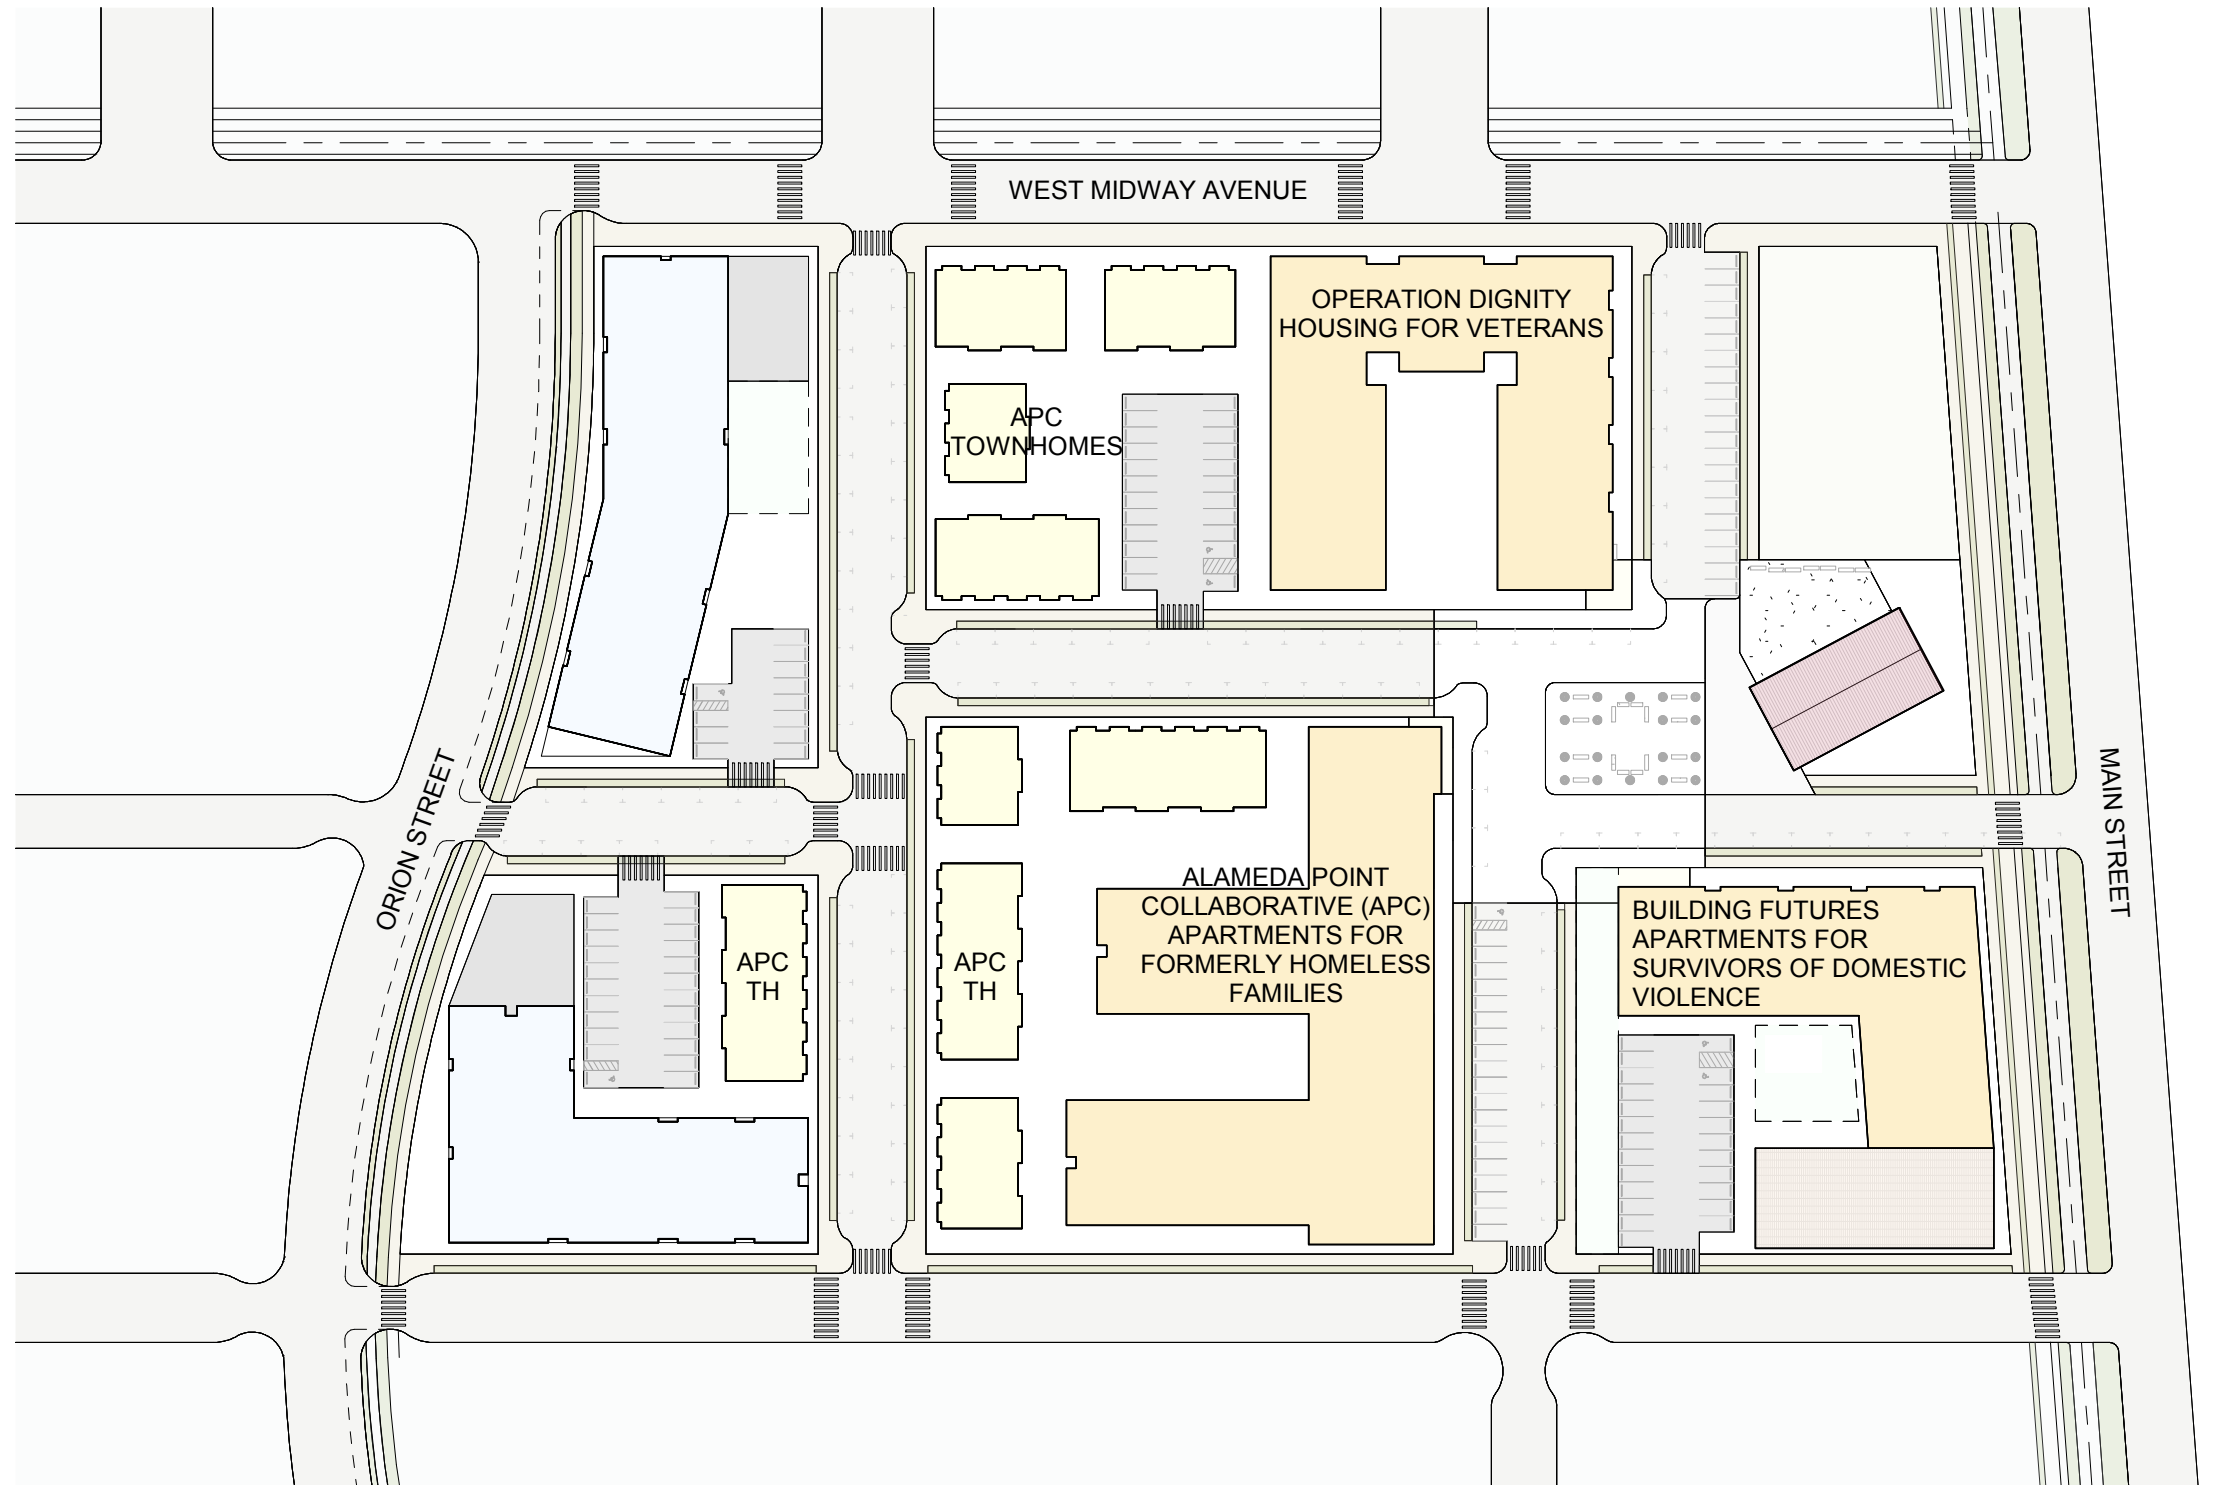 WEST MIDWAY AVENUE
OPERATION DIGNITY
HOUSING FOR VETERANS
APC
TOWNHOMES
ORION STREET
MAIN STREET
ALAMEDA POINT
COLLABORATIVE (APC)
APARTMENTS FOR
FORMERLY HOMELESS
FAMILIES
BUILDING FUTURES
APARTMENTS FOR
SURVIVORS OF DOMESTIC
VIOLENCE
APC
TH
APC
TH